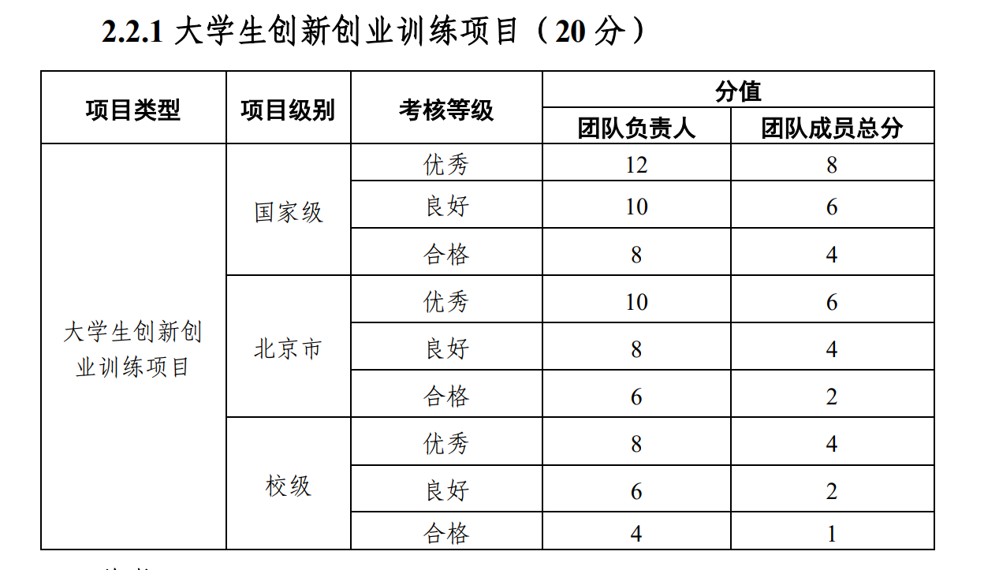 2.2.1 大学生创新创业训练项目（20 分）
项目类型 项目级别 考核等级 分值
团队负责人 团队成员总分
大学生创新创
业训练项目
国家级
优秀 12 8
良好 10 6
合格 8 4
北京市
优秀 10 6
良好 8 4
合格 6 2
校级
优秀 8 4
良好 6 2
合格 4 1